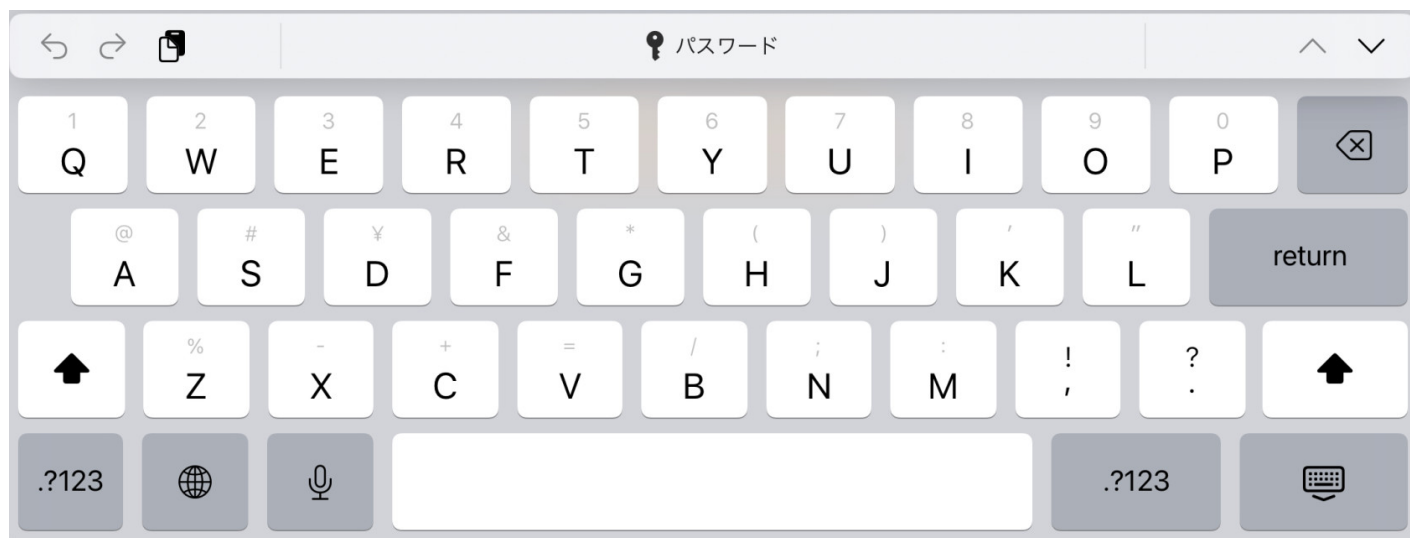 パスワード
1 2 3 4 5 6 7 8 9 0
Q W E R T Y U I O P
@ # ¥ & * ( ) ' "
A S D F G H J K L return
% - + = / ; : ! ?
Z X C V B N M , .
.?123 .?123